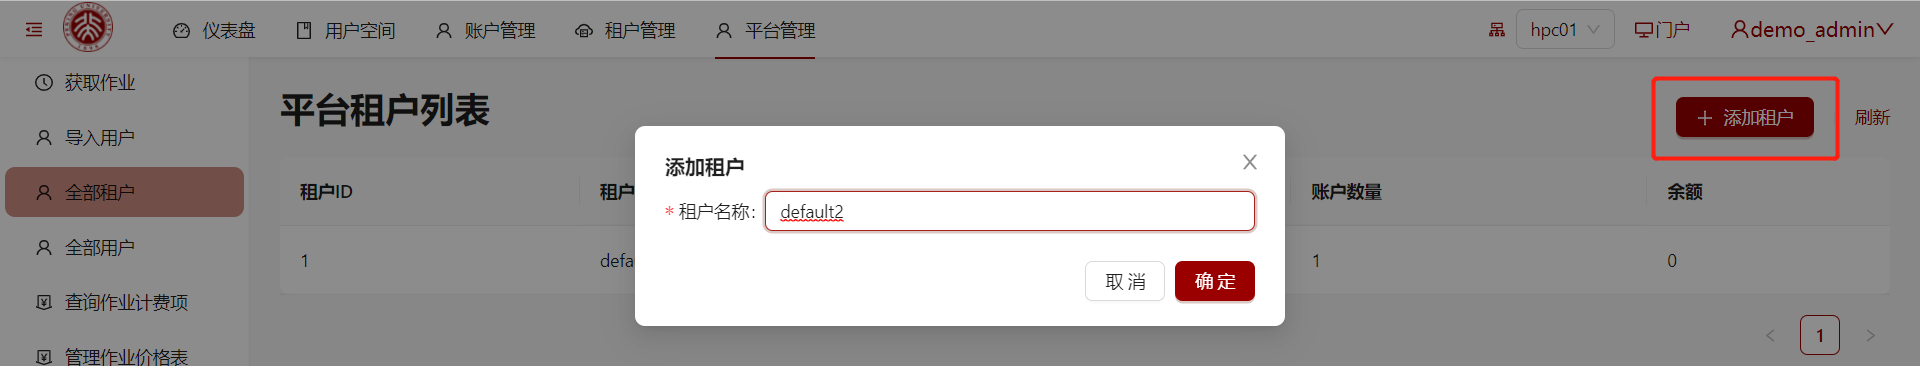 仪表盘 用户空间 账户管理 租户管理 平台管理 hpc01 门户 demo_admin
获取作业
导入用户
全部租户
全部用户
查询作业计费项
管理作业价格表
平台租户列表
+ 添加租户 刷新
租户ID 租户 账户数量 余额
1 defa 1 0
1
添加租户
* 租户名称: default2
取消 确定